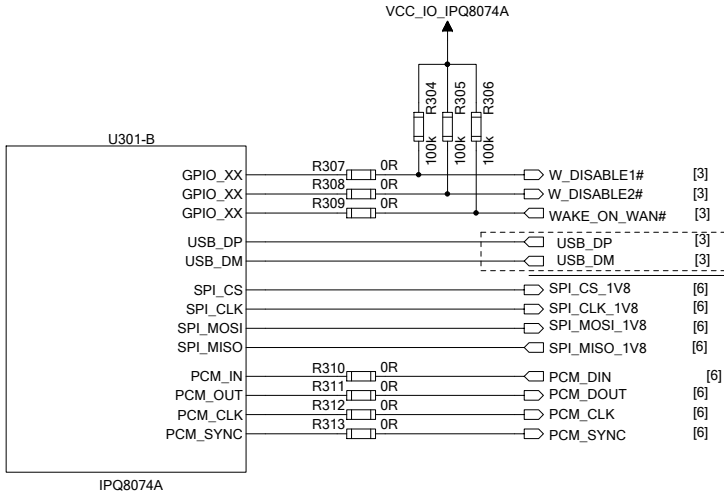 VCC_IO_IPQ8074A
R304
R305
R306
100k
100k
100k
U301-B
GPIO_XX R307 0R W_DISABLE1# [3]
GPIO_XX R308 0R W_DISABLE2# [3]
GPIO_XX R309 0R WAKE_ON_WAN# [3]
USB_DP USB_DP [3]
USB_DM USB_DM [3]
SPI_CS SPI_CS_1V8 [6]
SPI_CLK SPI_CLK_1V8 [6]
SPI_MOSI SPI_MOSI_1V8 [6]
SPI_MISO SPI_MISO_1V8 [6]
PCM_IN R310 0R PCM_DIN [6]
PCM_OUT R311 0R PCM_DOUT [6]
PCM_CLK R312 0R PCM_CLK [6]
PCM_SYNC R313 0R PCM_SYNC [6]
IPQ8074A